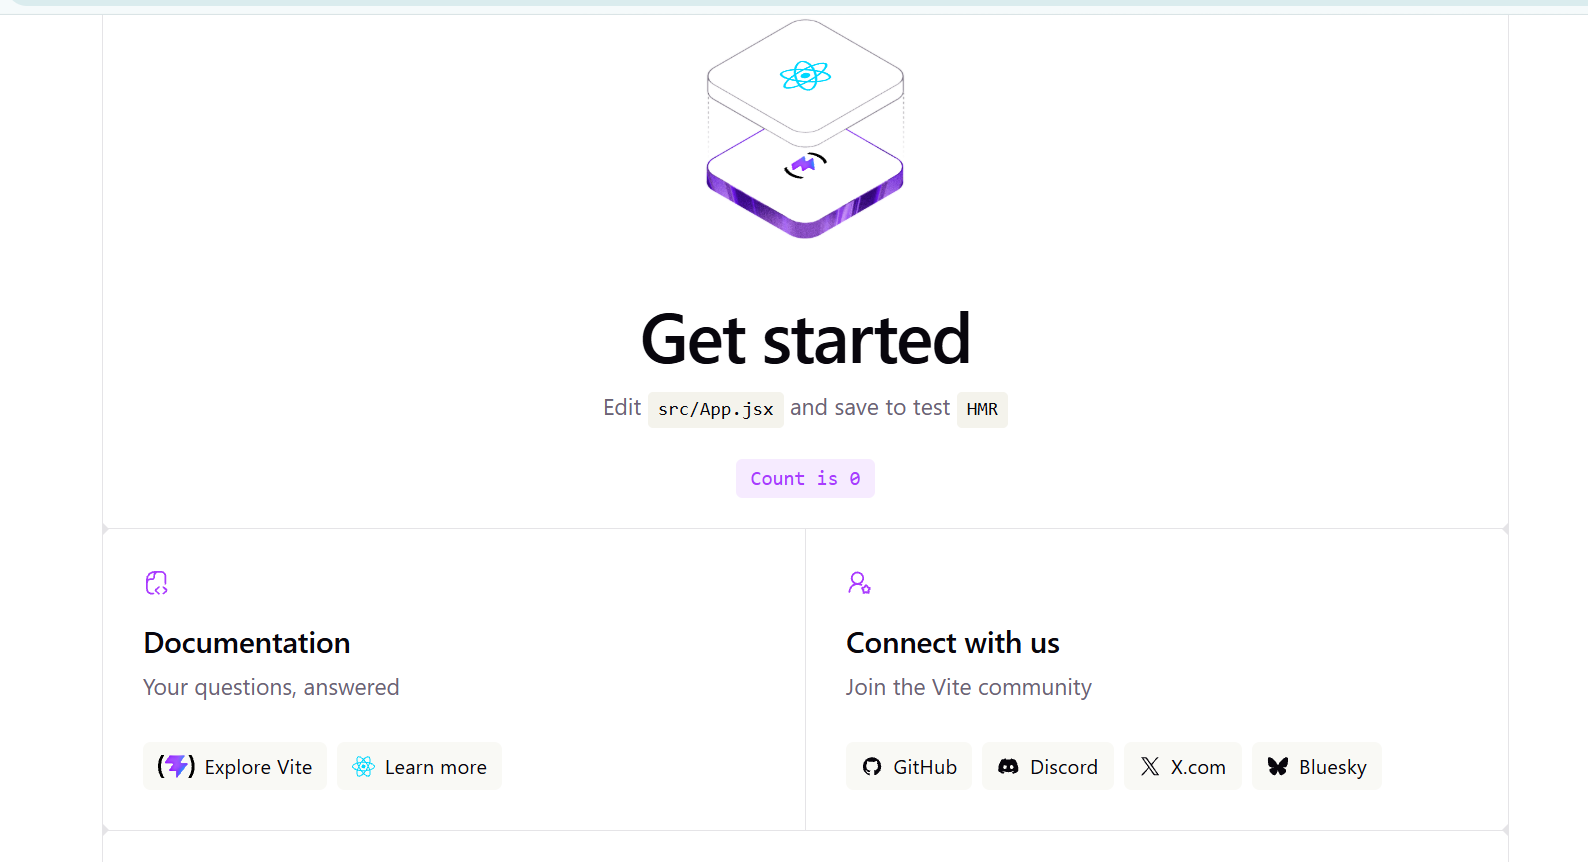 Get started
Edit src/App.jsx and save to test HMR
Count is 0
Documentation
Your questions, answered
Explore Vite
Learn more
Connect with us
Join the Vite community
GitHub
Discord
X.com
Bluesky